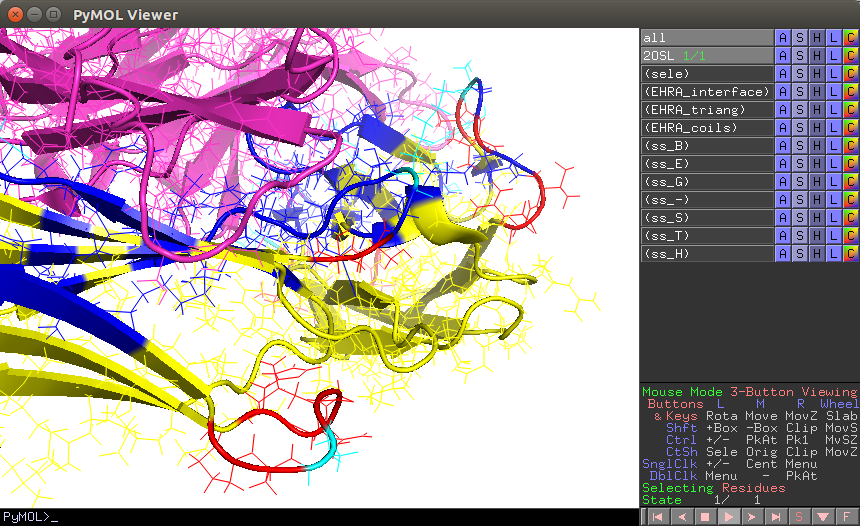 PyMOL Viewer
all A S H L C
2OSL 1/1 A S H L C
(sele) A S H L C
(EHRA_interface) A S H L C
(EHRA_triang) A S H L C
(EHRA_coils) A S H L C
(ss_B) A S H L C
(ss_E) A S H L C
(ss_G) A S H L C
(ss_-) A S H L C
(ss_S) A S H L C
(ss_T) A S H L C
(ss_H) A S H L C
Mouse Mode 3-Button Viewing
Buttons L M R Wheel
& Keys Rota Move MovZ Slab
Shft +Box -Box Clip MovS
Ctrl +/- PkAt Pk1 MvSZ
CtSh Sele Orig Clip MovZ
SnglClk +/- Cent Menu
DblClk Menu - PkAt
Selecting Residues
State 1/ 1
PyMOL>_ S F